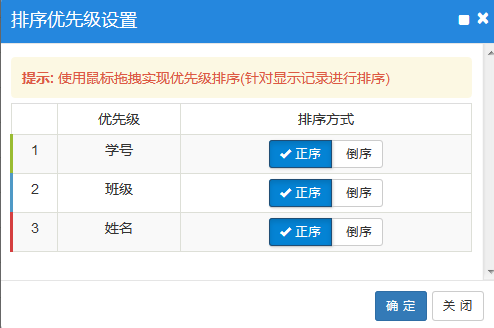 排序优先级设置
提示: 使用鼠标拖拽实现优先级排序(针对显示记录进行排序)
优先级 排序方式
1 学号 正序 倒序
2 班级 正序 倒序
3 姓名 正序 倒序
确 定 关 闭